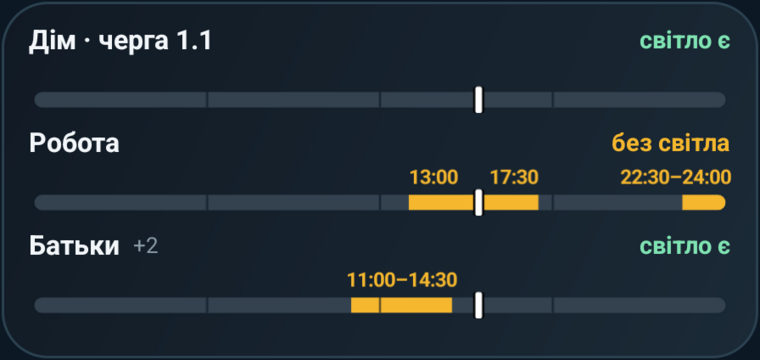 Дім · черга 1.1 світло є
Робота без світла
13:00 17:30 22:30–24:00
Батьки +2 світло є
11:00–14:30